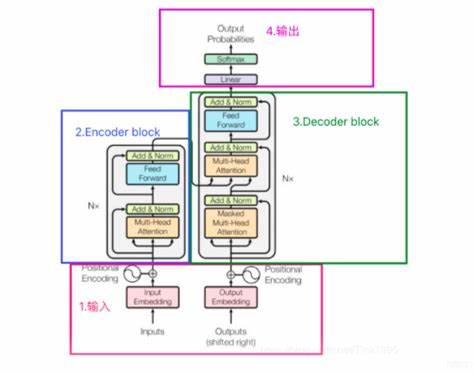 Output
Probabilities
4.输出
Softmax
Linear
2.Encoder block
3.Decoder block
Add & Norm
Feed
Forward
Add & Norm
Multi-Head
Attention
Add & Norm
Feed
Forward
Nx
Add & Norm
Masked
Multi-Head
Attention
Nx
Add & Norm
Multi-Head
Attention
Positional
Encoding
Positional
Encoding
1.输入
Input
Embedding
Output
Embedding
Inputs
Outputs
(shifted right)